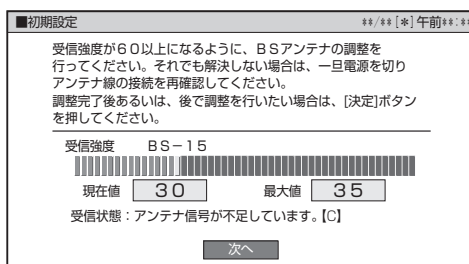 ■初期設定 **/**[*]午前**:**
受信強度が60以上になるように、BSアンテナの調整を
行ってください。それでも解決しない場合は、一旦電源を切り
アンテナ線の接続を再確認してください。
調整完了後あるいは、後で調整を行いたい場合は、[決定]ボタン
を押してください。
受信強度 BS－15
現在値 30 最大値 35
受信状態：アンテナ信号が不足しています。【C】
次へ